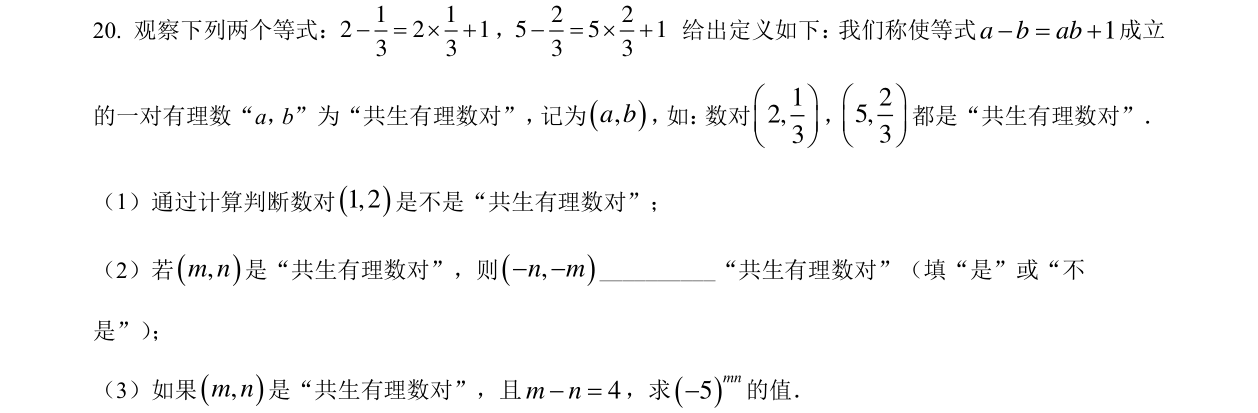 20. 观察下列两个等式：2－1/3＝2×1/3＋1，5－2/3＝5×2/3＋1 给出定义如下：我们称使等式a－b＝ab＋1成立
的一对有理数“a，b”为“共生有理数对”，记为(a,b)，如：数对(2,1/3)，(5,2/3)都是“共生有理数对”．
（1）通过计算判断数对(1,2)是不是“共生有理数对”；
（2）若(m,n)是“共生有理数对”，则(−n,−m)__________“共生有理数对”（填“是”或“不
是”）；
（3）如果(m,n)是“共生有理数对”，且m－n＝4，求(−5)^{mn}的值．